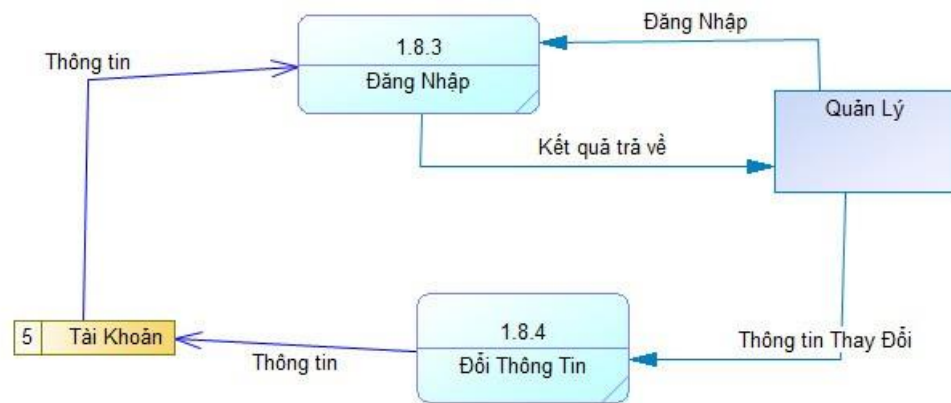 Đăng Nhập
1.8.3
Thông tin
Đăng Nhập
Quản Lý
Kết quả trả về
1.8.4
5 Tài Khoản
Thông tin Thay Đổi
Thông tin
Đổi Thông Tin